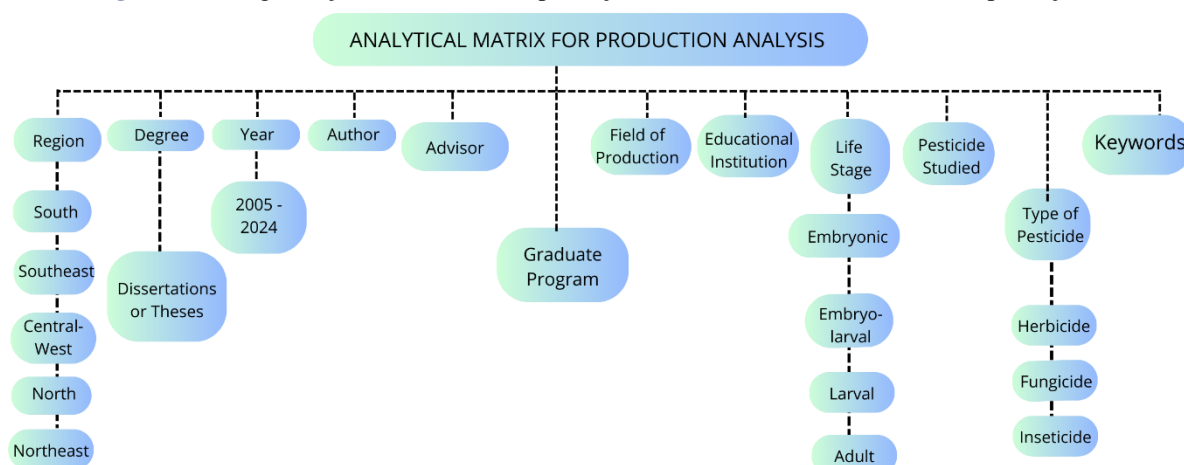 ANALYTICAL MATRIX FOR PRODUCTION ANALYSIS
Region
South
Southeast
Central-
West
North
Northeast
Degree
Dissertations
or Theses
Year
2005 -
2024
Author
Advisor
Graduate
Program
Field of
Production
Educational
Institution
Life
Stage
Embryonic
Embryo-
larval
Larval
Adult
Pesticide
Studied
Type of
Pesticide
Herbicide
Fungicide
Inseticide
Keywords